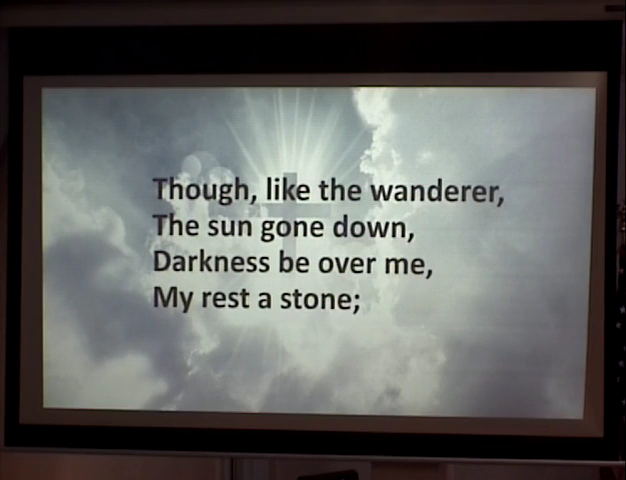 Though, like the wanderer,
The sun gone down,
Darkness be over me,
My rest a stone;